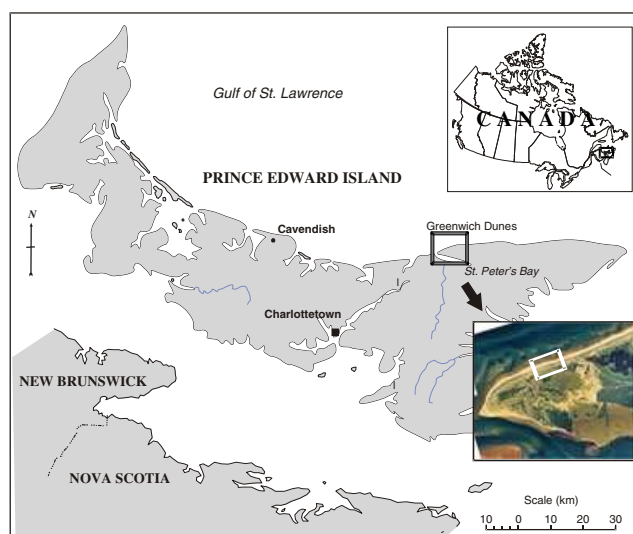 Gulf of St. Lawrence
CANADA
PRINCE EDWARD ISLAND
Greenwich Dunes
N
Cavendish
St. Peter's Bay
Charlottetown
NEW BRUNSWICK
NOVA SCOTIA
Scale (km)
10 0 10 20 30